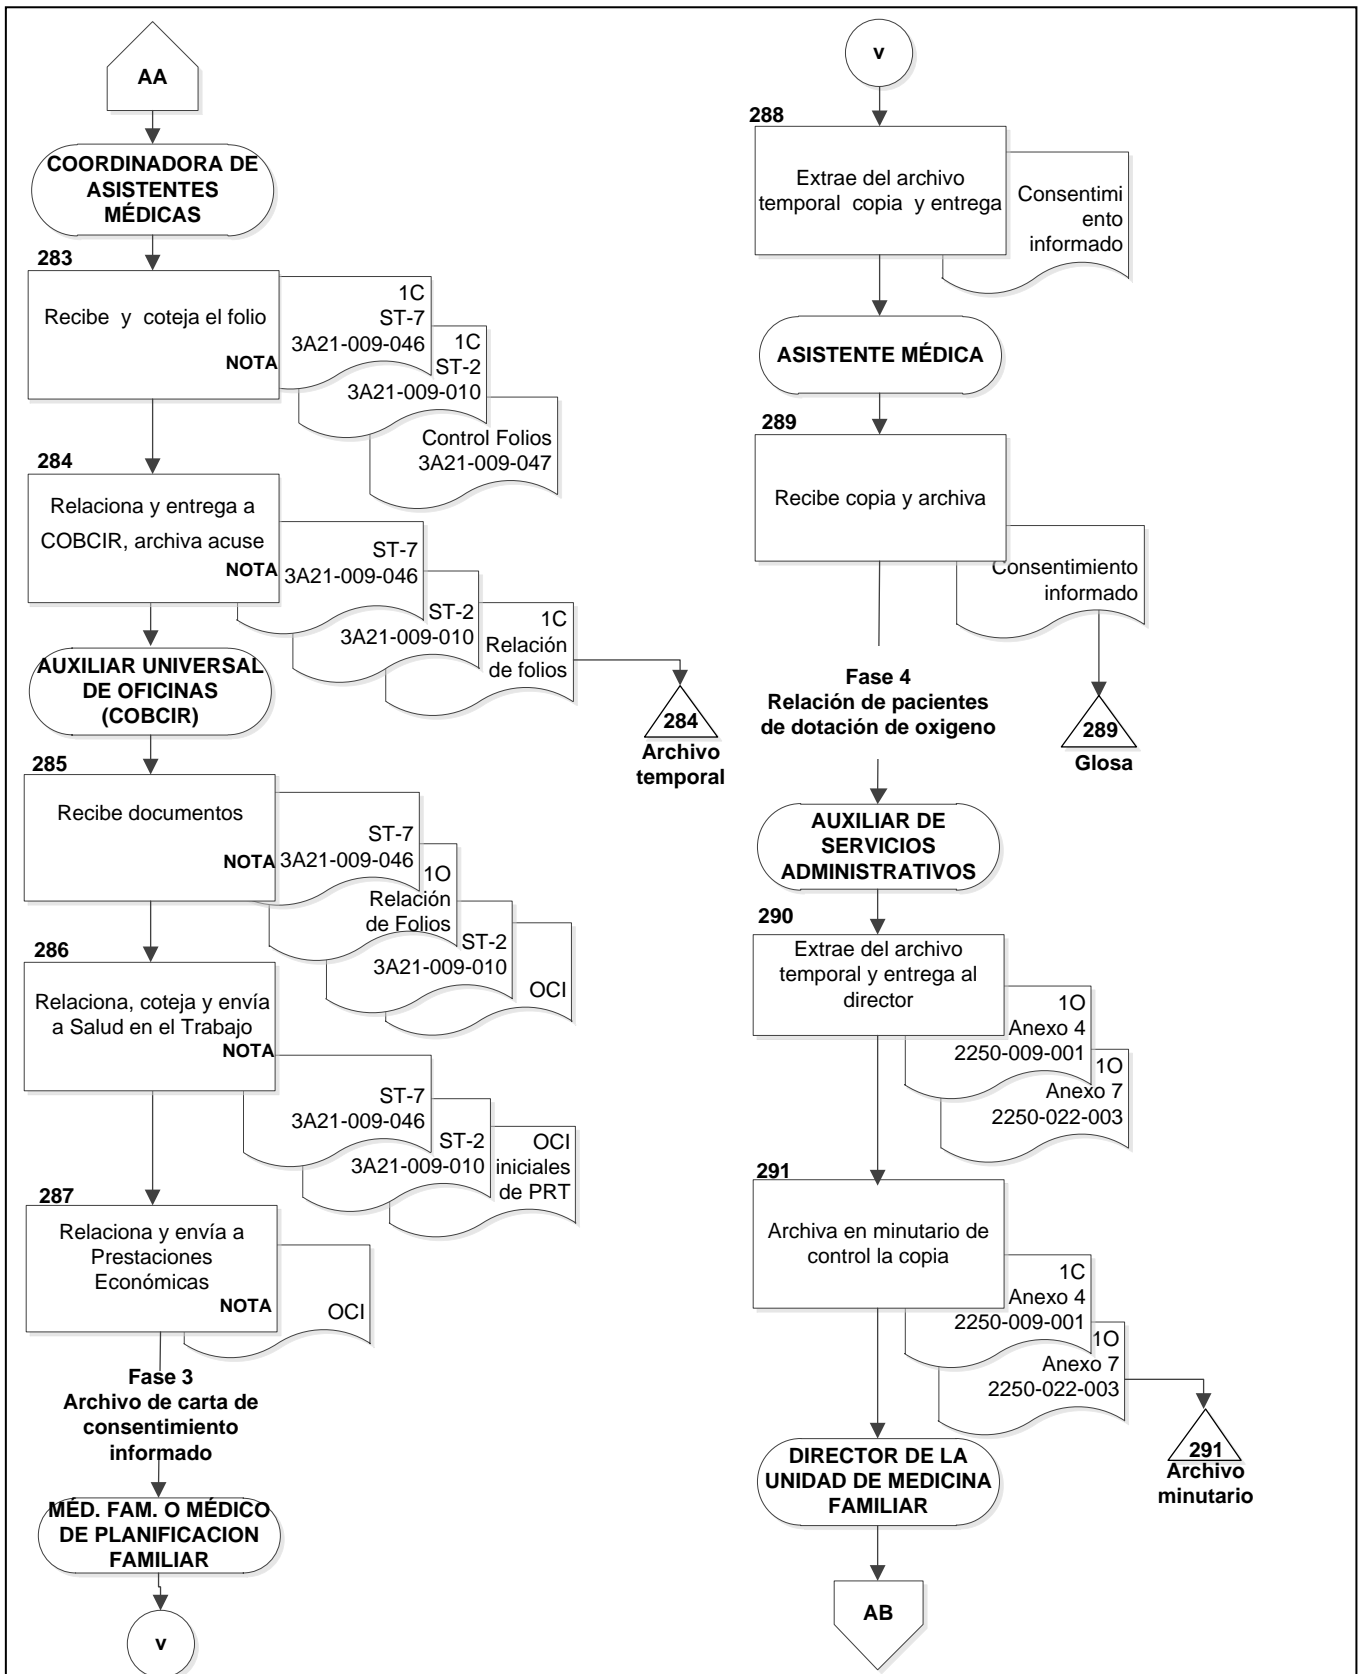 AA
COORDINADORA DE
ASISTENTES
MÉDICAS
283
Recibe y coteja el folio
NOTA
1C
ST-7
3A21-009-046
1C
ST-2
3A21-009-010
Control Folios
3A21-009-047
284
Relaciona y entrega a
COBCIR, archiva acuse
NOTA
ST-7
3A21-009-046
ST-2
3A21-009-010
1C
Relación
de folios
284
Archivo
temporal
AUXILIAR UNIVERSAL
DE OFICINAS
(COBCIR)
285
Recibe documentos
NOTA
ST-7
3A21-009-046
1O
Relación
de Folios
ST-2
3A21-009-010
OCI
286
Relaciona, coteja y envía
a Salud en el Trabajo
NOTA
ST-7
3A21-009-046
ST-2
3A21-009-010
OCI
iniciales
de PRT
287
Relaciona y envía a
Prestaciones
Económicas
NOTA
OCI
Fase 3
Archivo de carta de
consentimiento
informado
MÉD. FAM. O MÉDICO
DE PLANIFICACION
FAMILIAR
v
v
288
Extrae del archivo
temporal copia y entrega
Consentimi
ento
informado
ASISTENTE MÉDICA
289
Recibe copia y archiva
Consentimiento
informado
289
Glosa
Fase 4
Relación de pacientes
de dotación de oxigeno
AUXILIAR DE
SERVICIOS
ADMINISTRATIVOS
290
Extrae del archivo
temporal y entrega al
director
1O
Anexo 4
2250-009-001
1O
Anexo 7
2250-022-003
291
Archiva en minutario de
control la copia
1C
Anexo 4
2250-009-001
1O
Anexo 7
2250-022-003
291
Archivo
minutario
DIRECTOR DE LA
UNIDAD DE MEDICINA
FAMILIAR
AB